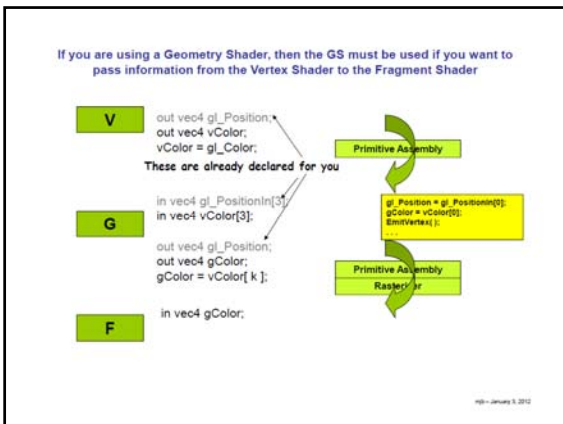 If you are using a Geometry Shader, then the GS must be used if you want to
pass information from the Vertex Shader to the Fragment Shader
V
out vec4 gl_Position;
out vec4 vColor;
vColor = gl_Color;
These are already declared for you
Primitive Assembly
G
in vec4 gl_PositionIn[3];
in vec4 vColor[3];
out vec4 gl_Position;
out vec4 gColor;
gColor = vColor[ k ];
gl_Position = gl_PositionIn[0];
gColor = vColor[0];
EmitVertex( );
. . .
Primitive Assembly
Rasterizer
F
in vec4 gColor;
mjb – January 3, 2012